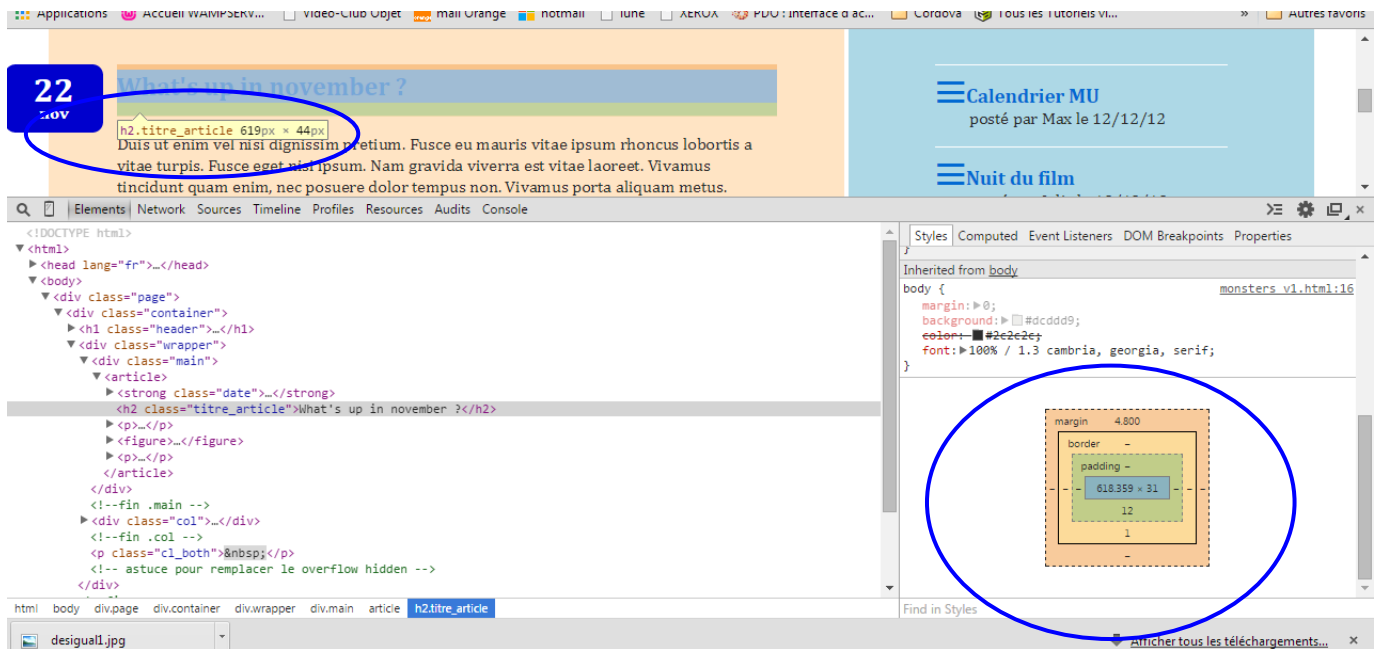 Applications Accueil WAMPSERV... Video-Club Objet mail Orange hotmail lune XEROX PDO : Interface d'ac... Cordova Tous les Tutoriels vi... » Autres favoris
22
nov
What's up in november ?
h2.titre_article 619px × 44px
Duis ut enim vel nisi dignissim pretium. Fusce eu mauris vitae ipsum rhoncus lobortis a
vitae turpis. Fusce eget nisi ipsum. Nam gravida viverra est vitae laoreet. Vivamus
tincidunt quam enim, nec posuere dolor tempus non. Vivamus porta aliquam metus.
Calendrier MU
posté par Max le 12/12/12
Nuit du film
Elements Network Sources Timeline Profiles Resources Audits Console
<!DOCTYPE html>
▼<html>
▶<head lang="fr">…</head>
▼<body>
▼<div class="page">
▼<div class="container">
▶<h1 class="header">…</h1>
▼<div class="wrapper">
▼<div class="main">
▼<article>
▶<strong class="date">…</strong>
<h2 class="titre_article">What's up in november ?</h2>
▶<p>…</p>
▶<figure>…</figure>
▶<p>…</p>
</article>
</div>
<!--fin .main -->
▶<div class="col">…</div>
<!--fin .col -->
<p class="cl_both">&nbsp;</p>
<!-- astuce pour remplacer le overflow hidden -->
</div>
html body div.page div.container div.wrapper div.main article h2.titre_article
Styles Computed Event Listeners DOM Breakpoints Properties
}
Inherited from body
body { monsters_v1.html:16
margin:▶0;
background:▶#dcddd9;
color: #2c2c2c;
font:▶100% / 1.3 cambria, georgia, serif;
}
margin 4.800
border –
padding –
– – – 618.359 × 31 – – –
12
1
–
Find in Styles
desigual1.jpg
Afficher tous les téléchargements... ×